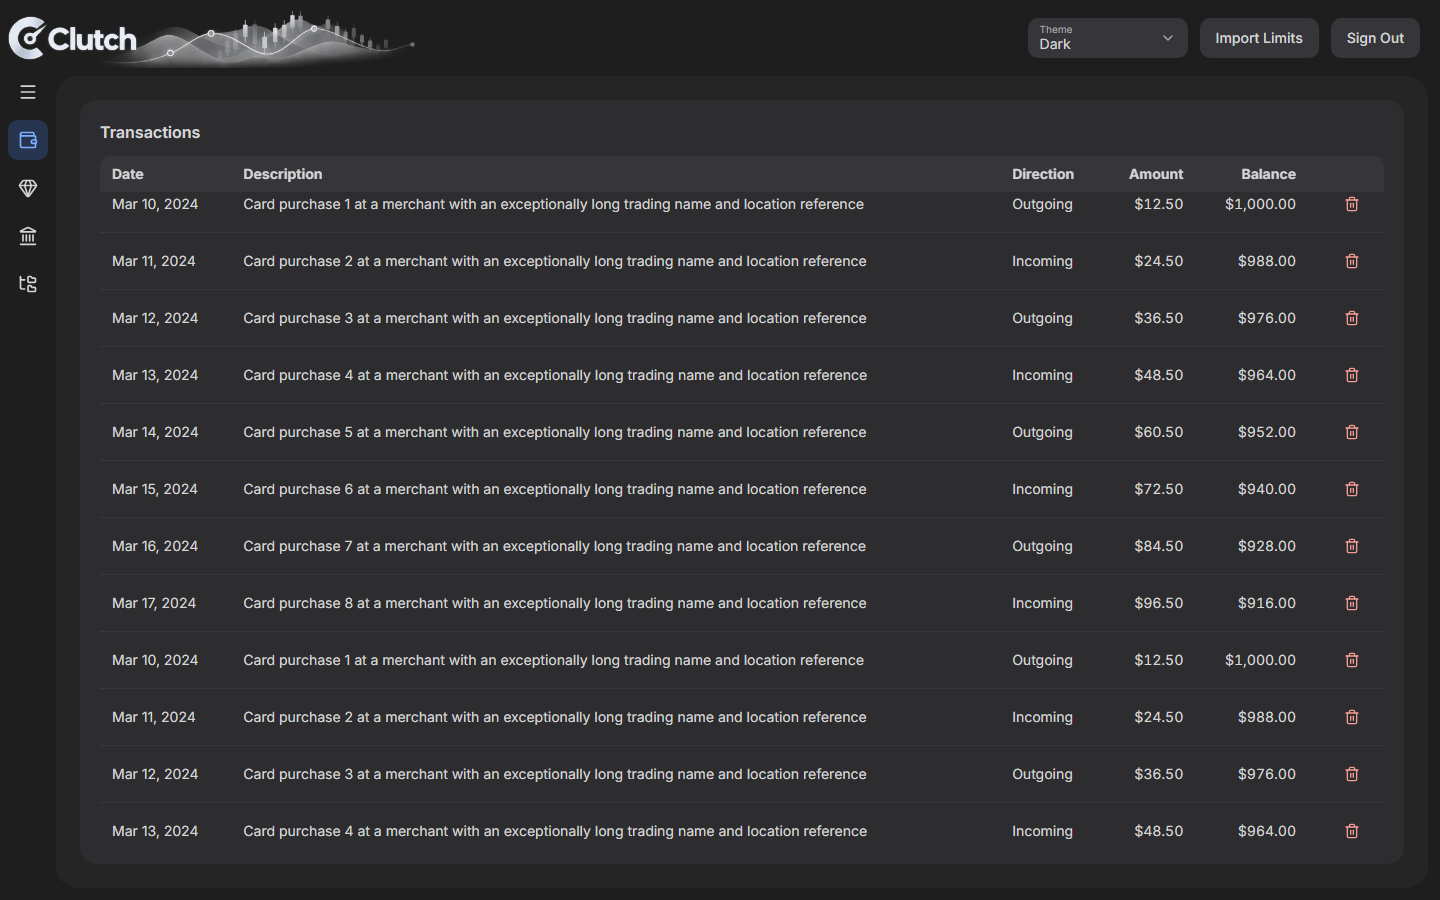 Clutch
Theme
Dark
Import Limits
Sign Out
Transactions
Date Description Direction Amount Balance
Mar 10, 2024 Card purchase 1 at a merchant with an exceptionally long trading name and location reference Outgoing $12.50 $1,000.00
Mar 11, 2024 Card purchase 2 at a merchant with an exceptionally long trading name and location reference Incoming $24.50 $988.00
Mar 12, 2024 Card purchase 3 at a merchant with an exceptionally long trading name and location reference Outgoing $36.50 $976.00
Mar 13, 2024 Card purchase 4 at a merchant with an exceptionally long trading name and location reference Incoming $48.50 $964.00
Mar 14, 2024 Card purchase 5 at a merchant with an exceptionally long trading name and location reference Outgoing $60.50 $952.00
Mar 15, 2024 Card purchase 6 at a merchant with an exceptionally long trading name and location reference Incoming $72.50 $940.00
Mar 16, 2024 Card purchase 7 at a merchant with an exceptionally long trading name and location reference Outgoing $84.50 $928.00
Mar 17, 2024 Card purchase 8 at a merchant with an exceptionally long trading name and location reference Incoming $96.50 $916.00
Mar 10, 2024 Card purchase 1 at a merchant with an exceptionally long trading name and location reference Outgoing $12.50 $1,000.00
Mar 11, 2024 Card purchase 2 at a merchant with an exceptionally long trading name and location reference Incoming $24.50 $988.00
Mar 12, 2024 Card purchase 3 at a merchant with an exceptionally long trading name and location reference Outgoing $36.50 $976.00
Mar 13, 2024 Card purchase 4 at a merchant with an exceptionally long trading name and location reference Incoming $48.50 $964.00